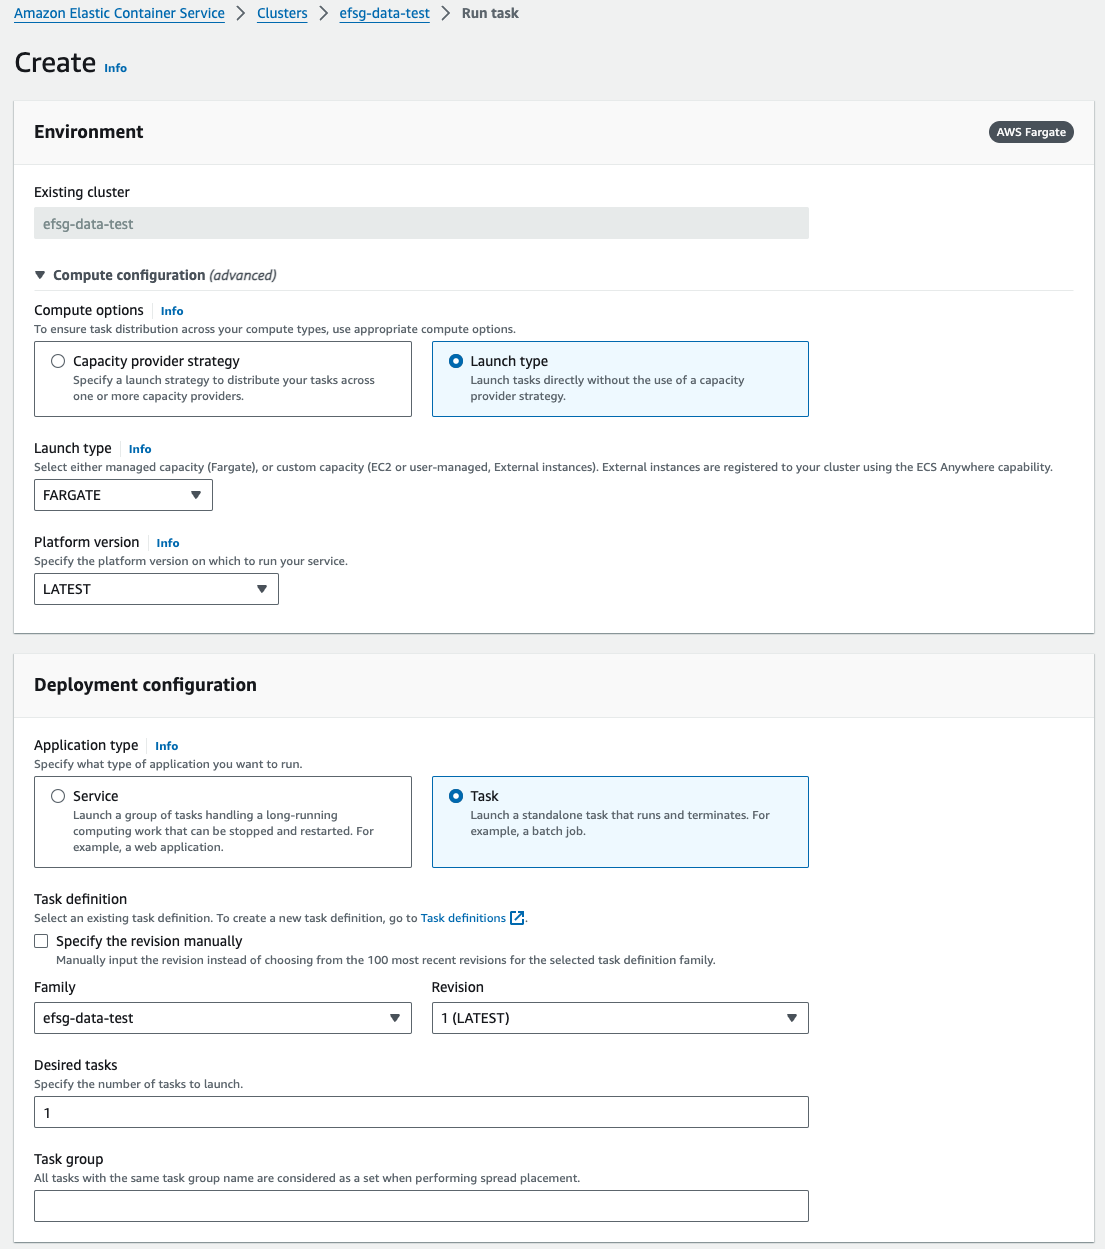 Amazon Elastic Container Service > Clusters > efsg-data-test > Run task
Create Info
Environment
AWS Fargate
Existing cluster
efsg-data-test
Compute configuration (advanced)
Compute options Info
To ensure task distribution across your compute types, use appropriate compute options.
Capacity provider strategy
Specify a launch strategy to distribute your tasks across
one or more capacity providers.
Launch type
Launch tasks directly without the use of a capacity
provider strategy.
Launch type Info
Select either managed capacity (Fargate), or custom capacity (EC2 or user-managed, External instances). External instances are registered to your cluster using the ECS Anywhere capability.
FARGATE
Platform version Info
Specify the platform version on which to run your service.
LATEST
Deployment configuration
Application type Info
Specify what type of application you want to run.
Service
Launch a group of tasks handling a long-running
computing work that can be stopped and restarted. For
example, a web application.
Task
Launch a standalone task that runs and terminates. For
example, a batch job.
Task definition
Select an existing task definition. To create a new task definition, go to Task definitions.
Specify the revision manually
Manually input the revision instead of choosing from the 100 most recent revisions for the selected task definition family.
Family
efsg-data-test
Revision
1 (LATEST)
Desired tasks
Specify the number of tasks to launch.
1
Task group
All tasks with the same task group name are considered as a set when performing spread placement.